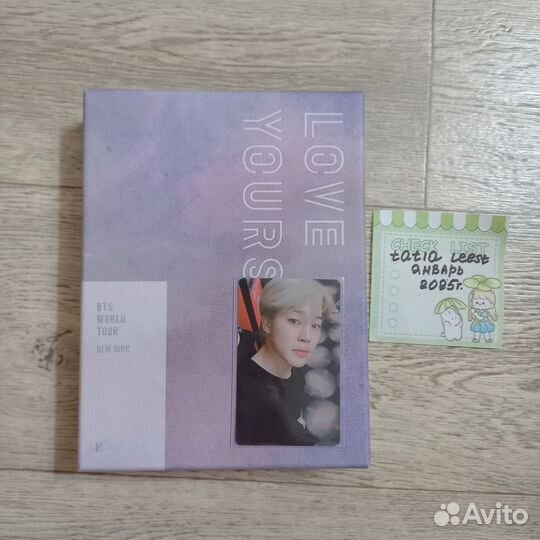 LOVE
YOURS
BTS
WORLD
TOUR
NEW YORK
CHECK LIST
tatia Leest
январь
2025г.
Avito